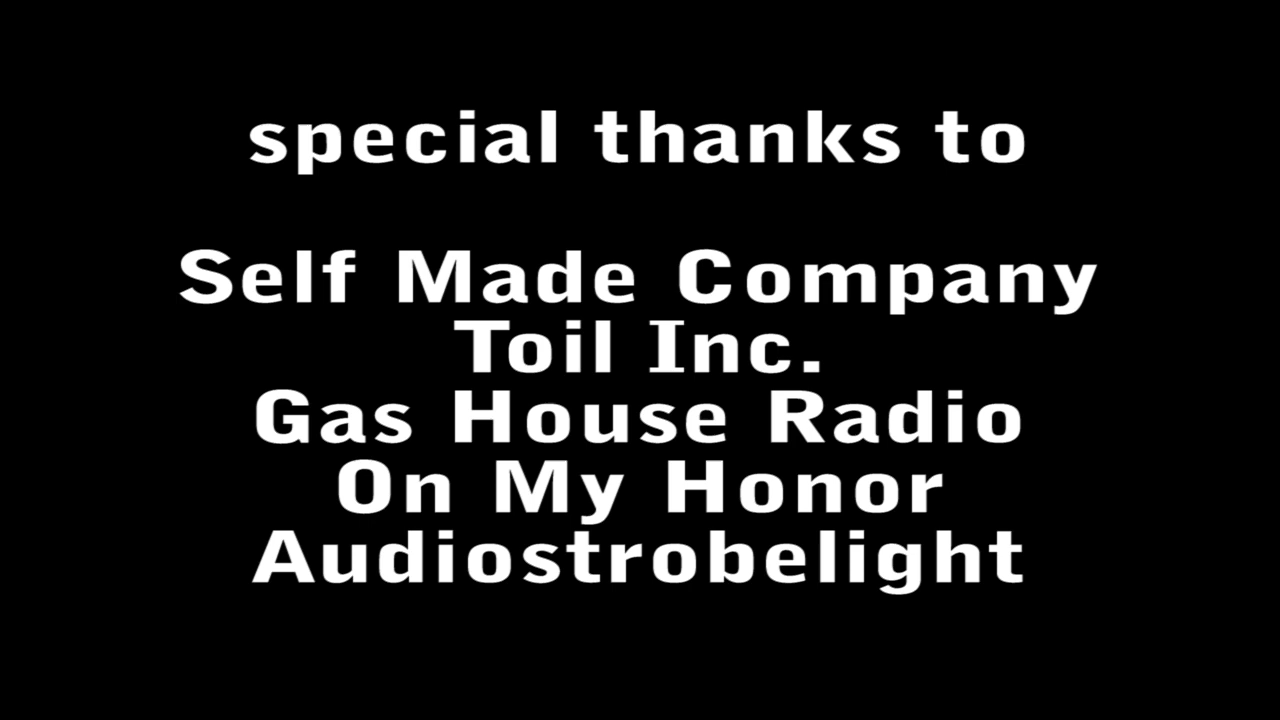 special thanks to
Self Made Company
Toil Inc.
Gas House Radio
On My Honor
Audiostrobelight